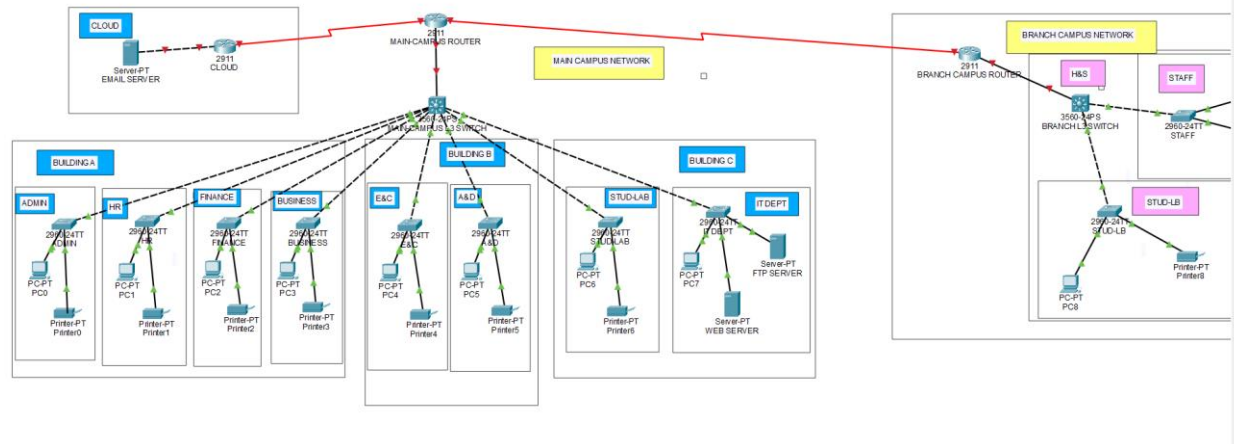 CLOUD
Server-PT
EMAIL SERVER
2911
CLOUD
2911
MAIN-CAMPUS ROUTER
MAIN CAMPUS NETWORK
2911
BRANCH CAMPUS ROUTER
BRANCH CAMPUS NETWORK
H&S
STAFF
3560-24PS
MAIN-CAMPUS L3 SWITCH
3560-24PS
BRANCH L3 SWITCH
2960-24TT
STAFF
BUILDING A
BUILDING B
BUILDING C
ADMIN
2960-24TT
ADMIN
PC-PT
PC0
Printer-PT
Printer0
HR
2960-24TT
HR
PC-PT
PC1
Printer-PT
Printer1
FINANCE
2960-24TT
FINANCE
PC-PT
PC2
Printer-PT
Printer2
BUSINESS
2960-24TT
BUSINESS
PC-PT
PC3
Printer-PT
Printer3
E&C
2960-24TT
E&C
PC-PT
PC4
Printer-PT
Printer4
A&D
2960-24TT
A&D
PC-PT
PC5
Printer-PT
Printer5
STUD-LAB
2960-24TT
STUD-LAB
PC-PT
PC6
Printer-PT
Printer6
IT DEPT
2960-24TT
IT DEPT
PC-PT
PC7
Server-PT
FTP SERVER
Server-PT
WEB SERVER
STUD-LB
2960-24TT
STUD-LB
PC-PT
PC8
Printer-PT
Printer8